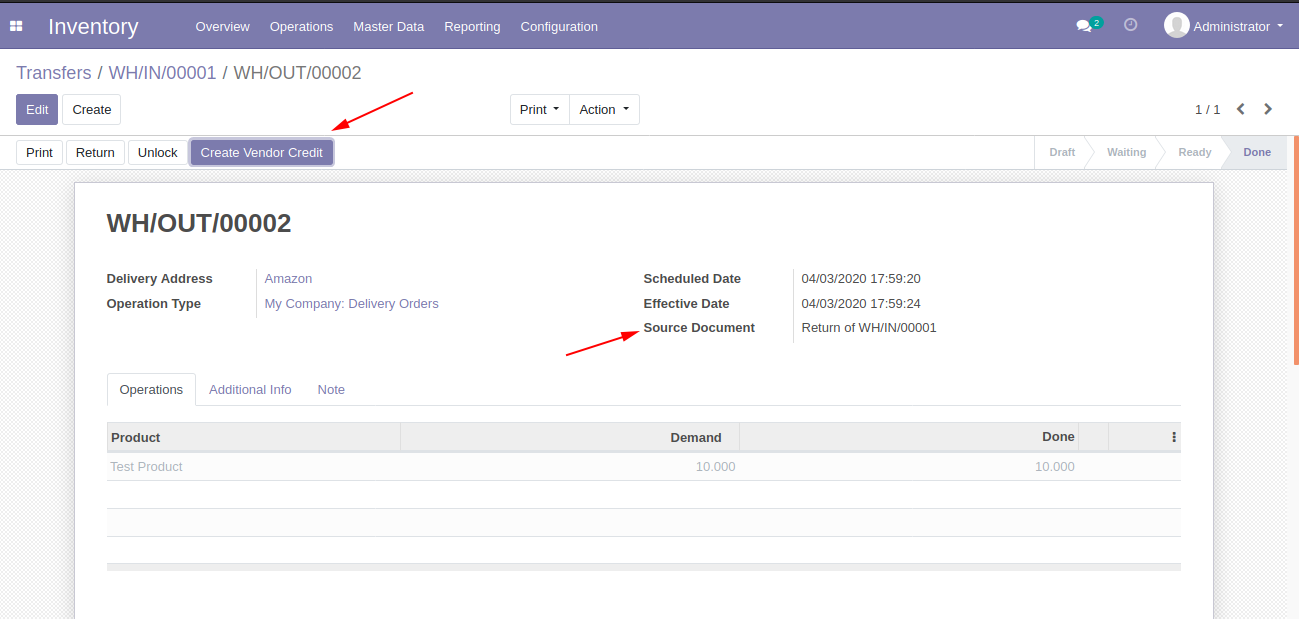 Inventory Overview Operations Master Data Reporting Configuration 2 Administrator
Transfers / WH/IN/00001 / WH/OUT/00002
Edit Create Print Action 1 / 1
Print Return Unlock Create Vendor Credit Draft Waiting Ready Done
WH/OUT/00002
Delivery Address Amazon Scheduled Date 04/03/2020 17:59:20
Operation Type My Company: Delivery Orders Effective Date 04/03/2020 17:59:24
Source Document Return of WH/IN/00001
Operations Additional Info Note
Product Demand Done
Test Product 10.000 10.000